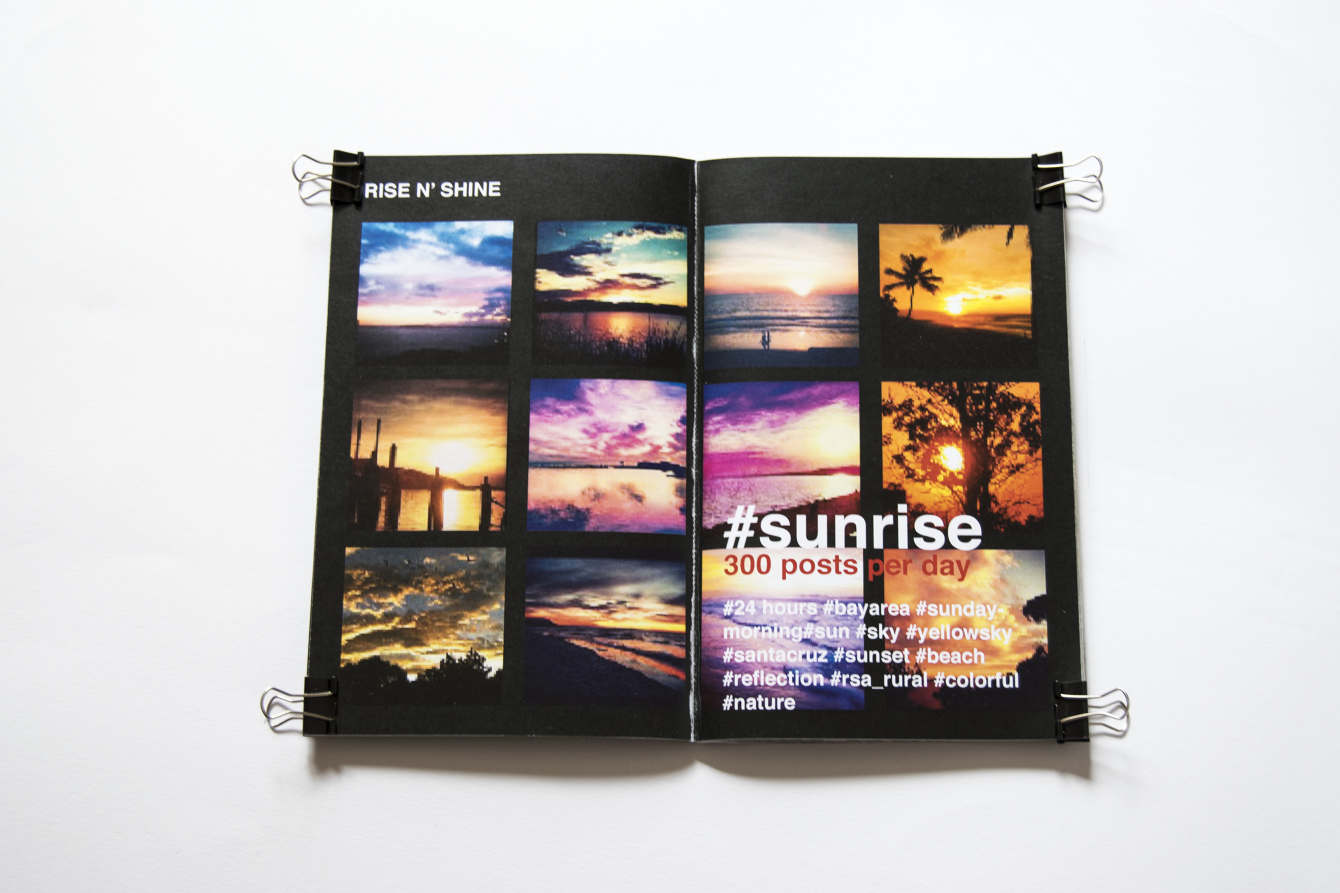 RISE N’ SHINE
#sunrise
300 posts per day
#24 hours #bayarea #sunday-
morning#sun #sky #yellowsky
#santacruz #sunset #beach
#reflection #rsa_rural #colorful
#nature